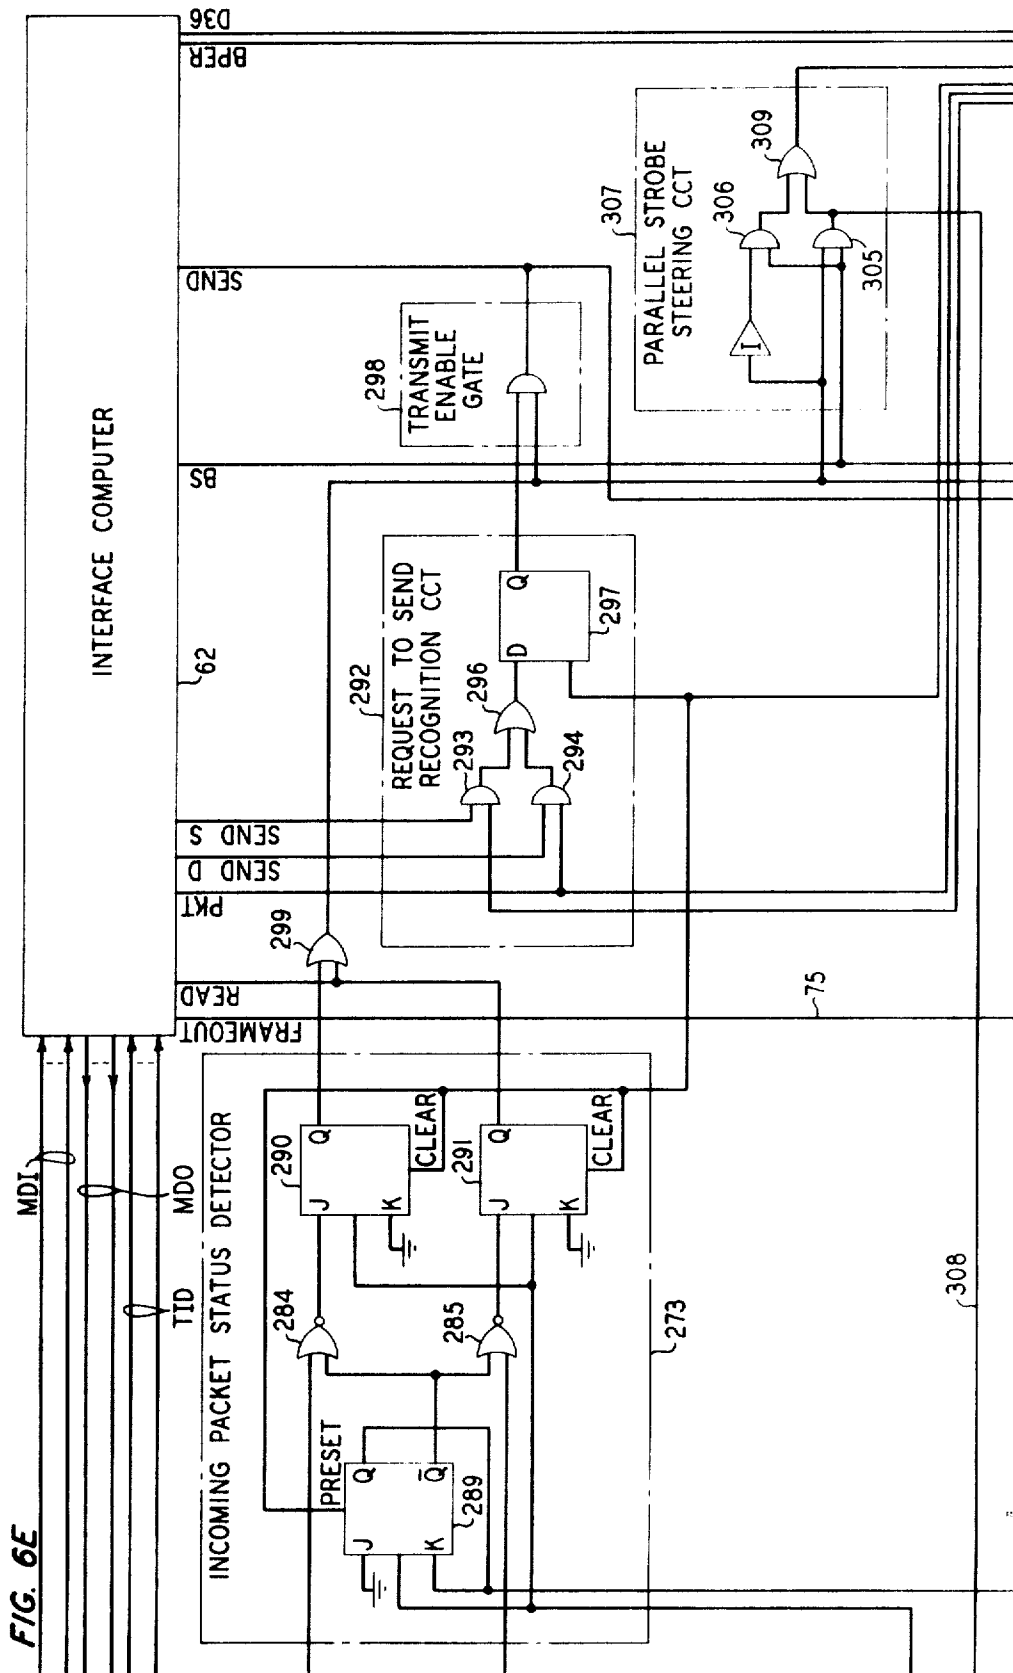 FIG. 6E
INTERFACE COMPUTER
62
MDI
MDO
TID
FRAMEOUT
READ
PKT
SEND D
SEND S
BS
SEND
BPER
D36
75
INCOMING PACKET STATUS DETECTOR
273
PRESET
J
K
Q
Q̅
289
284
285
J
K
Q
290
CLEAR
J
K
Q
291
CLEAR
299
292
REQUEST TO SEND
RECOGNITION CCT
293
294
296
D
Q
297
298
TRANSMIT
ENABLE
GATE
307
PARALLEL STROBE
STEERING CCT
I
306
305
309
308